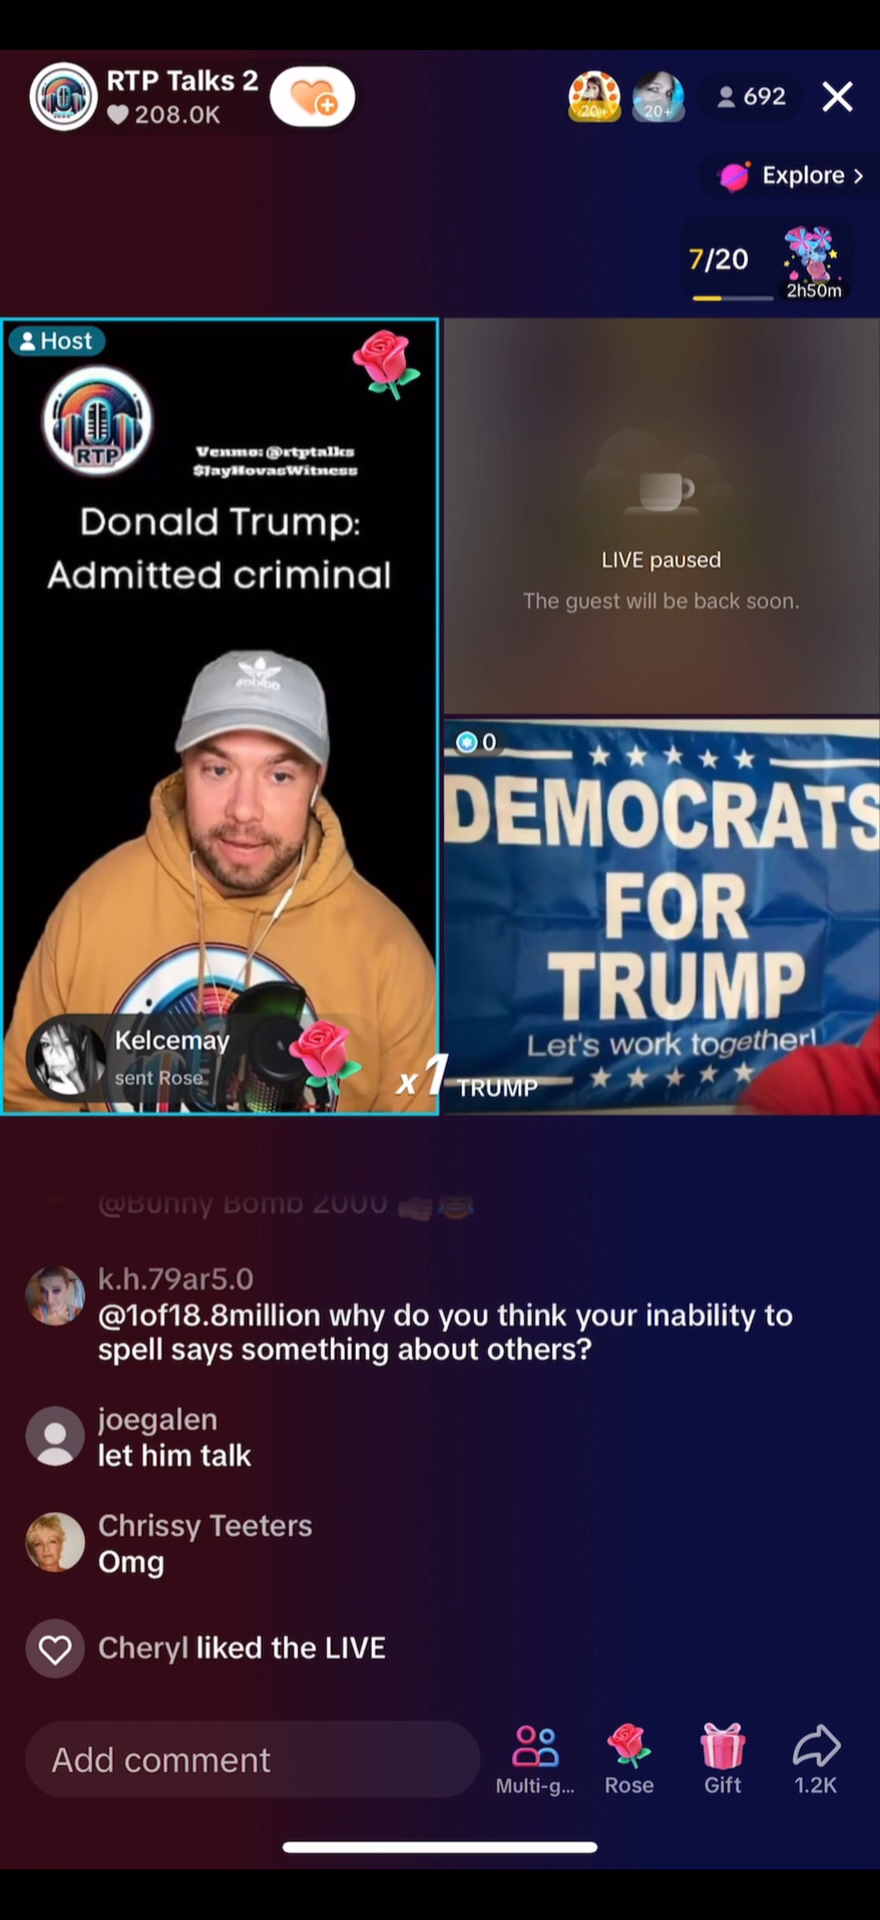 RTP Talks 2
208.0K
20+
20+
692
Explore >
7/20
2h50m
Host
RTP
Venmo: @rtptalks
$JayHovasWitness
Donald Trump:
Admitted criminal
adidas
LIVE paused
The guest will be back soon.
0
DEMOCRATS
FOR
TRUMP
Let's work together!
TRUMP
Kelcemay
sent Rose
x1
@Bunny Bomb 2000 👊😂
k.h.79ar5.0
@1of18.8million why do you think your inability to
spell says something about others?
joegalen
let him talk
Chrissy Teeters
Omg
Cheryl liked the LIVE
Add comment
Multi-g...
Rose
Gift
1.2K